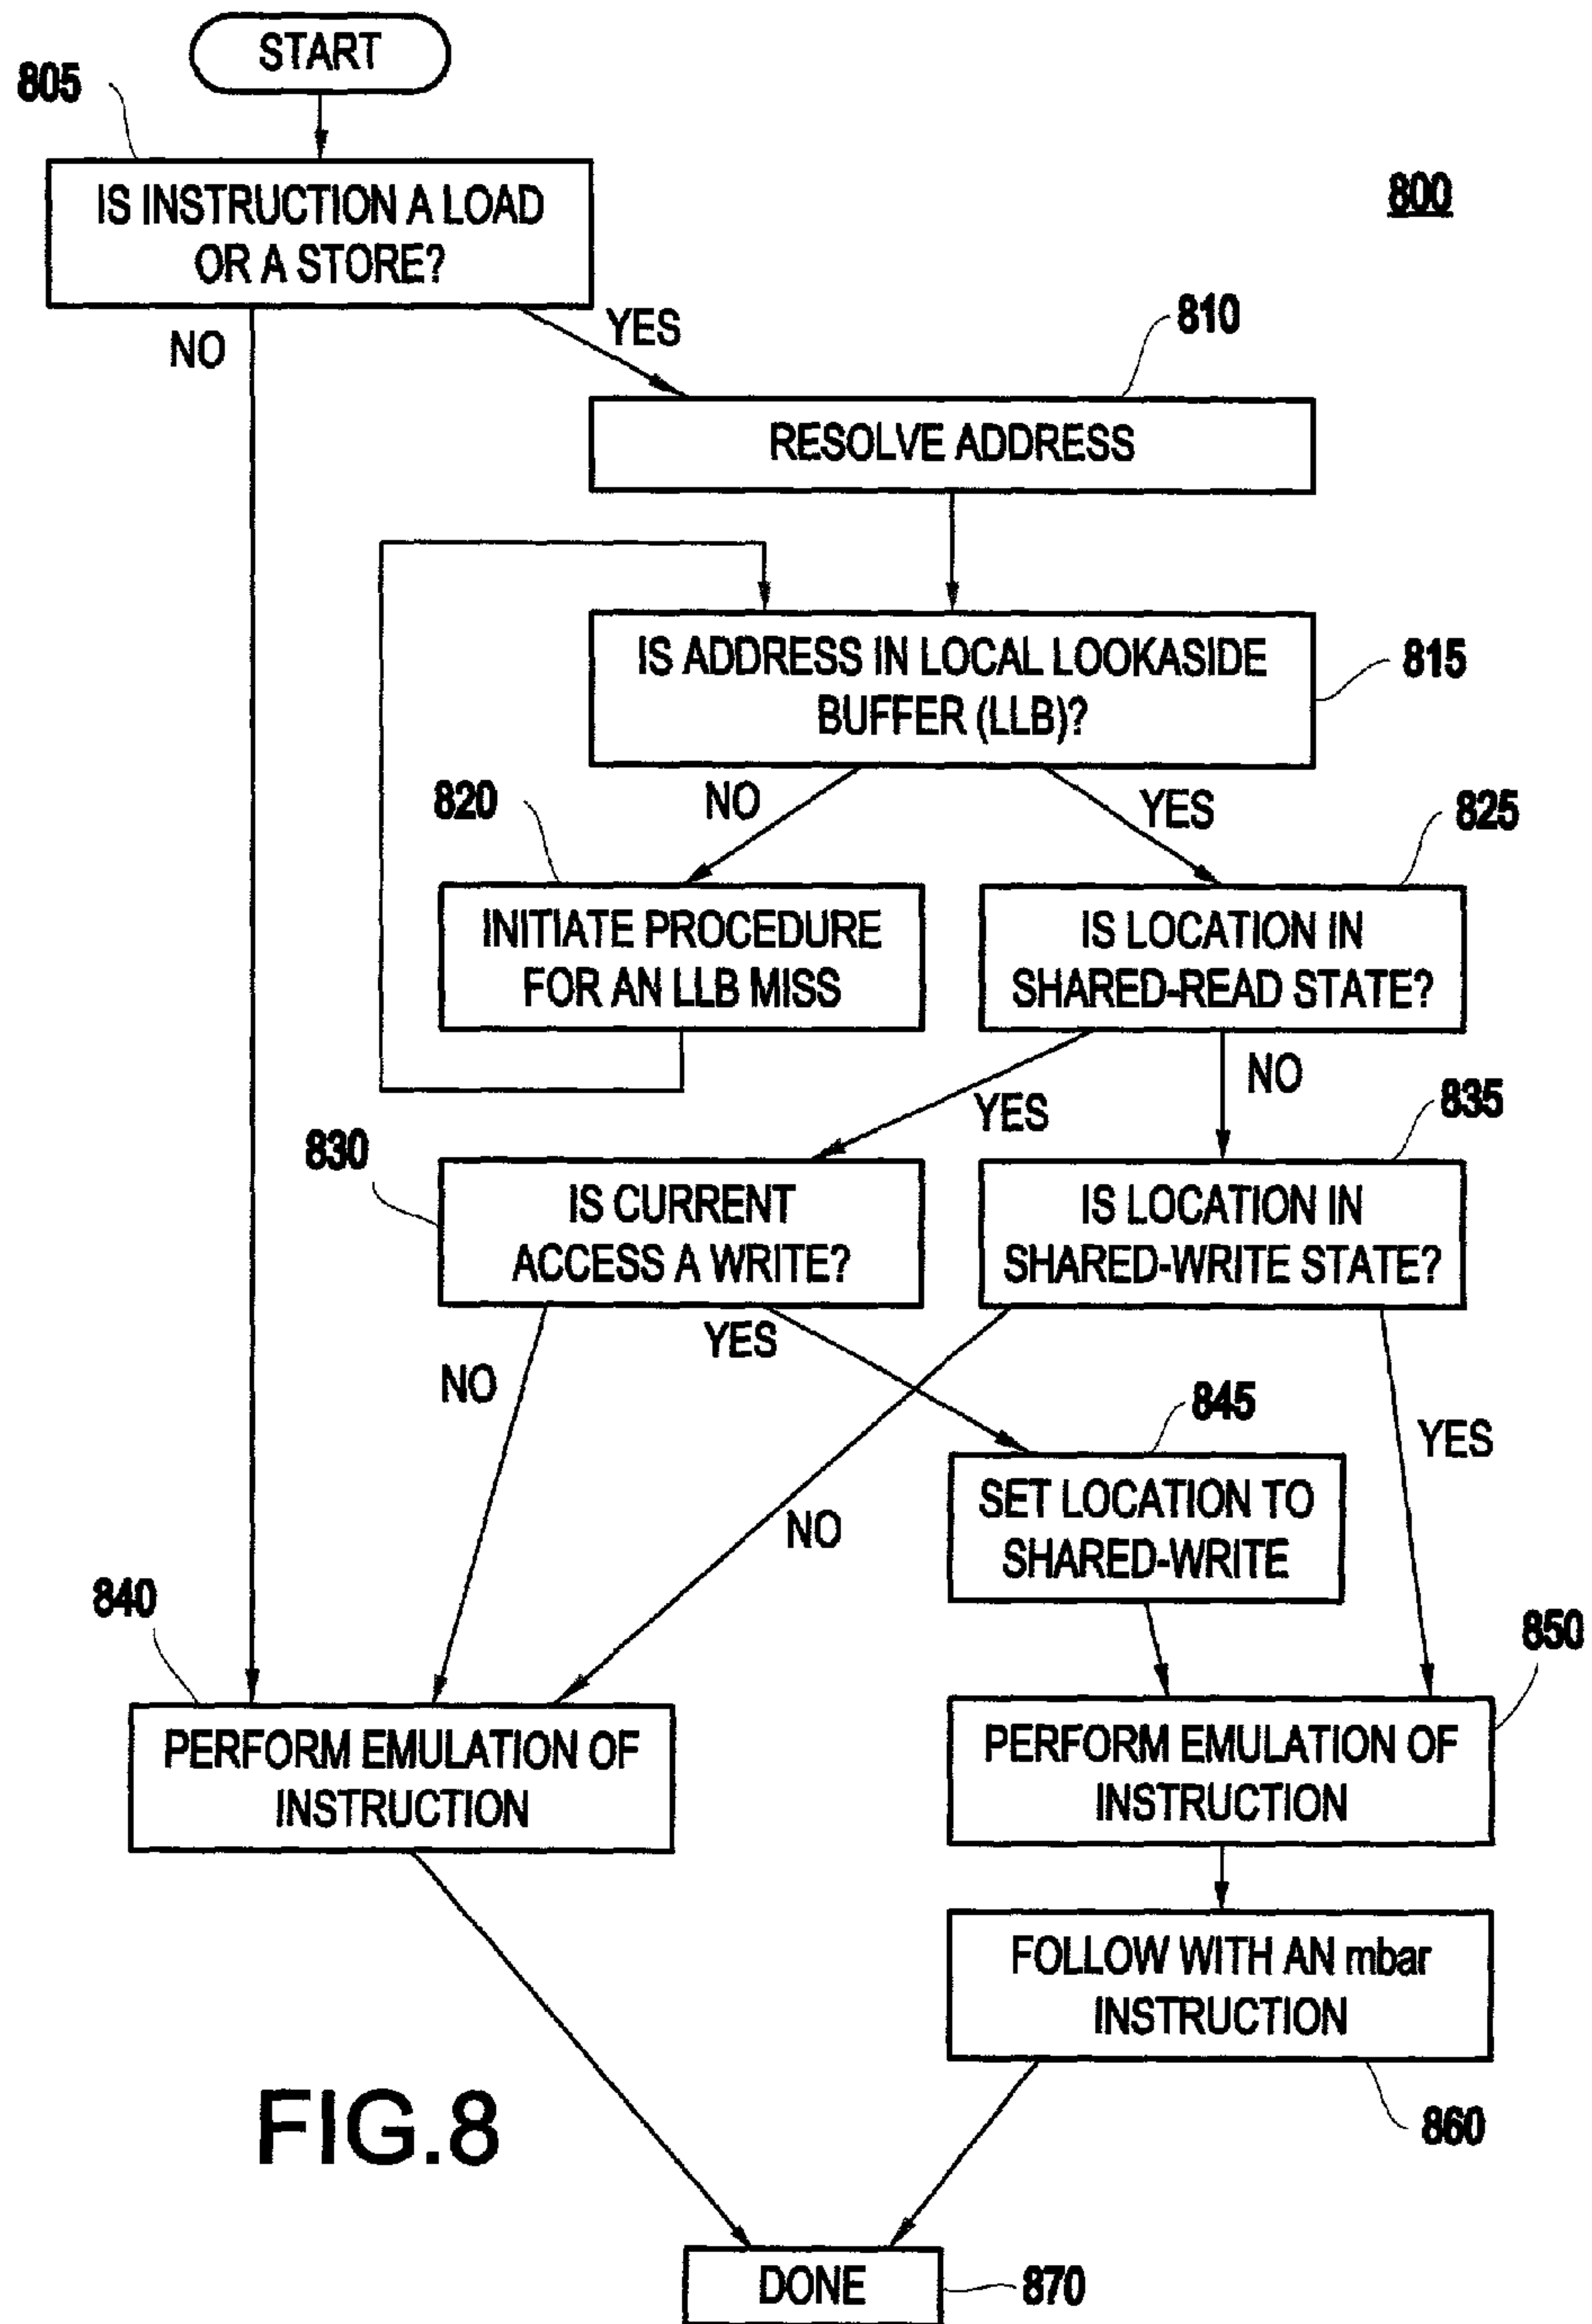 START
805
IS INSTRUCTION A LOAD
OR A STORE?
800
NO
YES
810
RESOLVE ADDRESS
IS ADDRESS IN LOCAL LOOKASIDE
BUFFER (LLB)?
815
NO
YES
820
825
INITIATE PROCEDURE
FOR AN LLB MISS
IS LOCATION IN
SHARED-READ STATE?
YES
NO
830
835
IS CURRENT
ACCESS A WRITE?
IS LOCATION IN
SHARED-WRITE STATE?
NO
YES
NO
YES
845
SET LOCATION TO
SHARED-WRITE
840
PERFORM EMULATION OF
INSTRUCTION
850
PERFORM EMULATION OF
INSTRUCTION
FOLLOW WITH AN mbar
INSTRUCTION
860
FIG.8
DONE
870